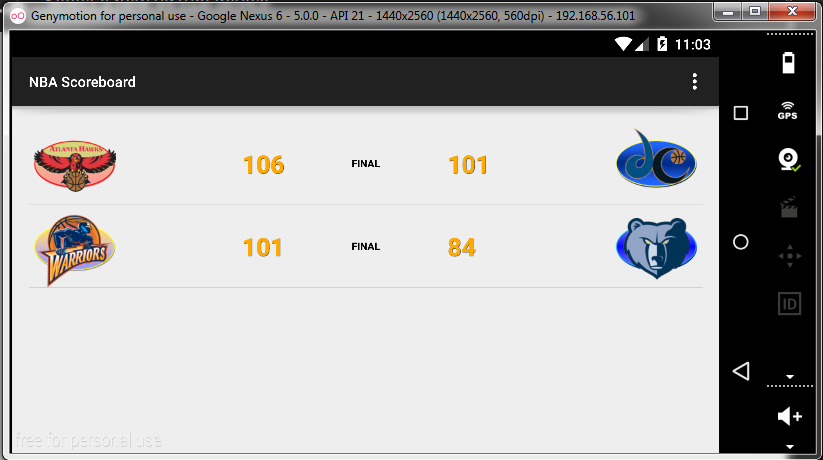 Genymotion for personal use - Google Nexus 6 - 5.0.0 - API 21 - 1440x2560 (1440x2560, 560dpi) - 192.168.56.101
11:03
NBA Scoreboard
GPS
ATLANTA HAWKS
106 FINAL 101
dc
WARRIORS
101 FINAL 84
ID
free for personal use